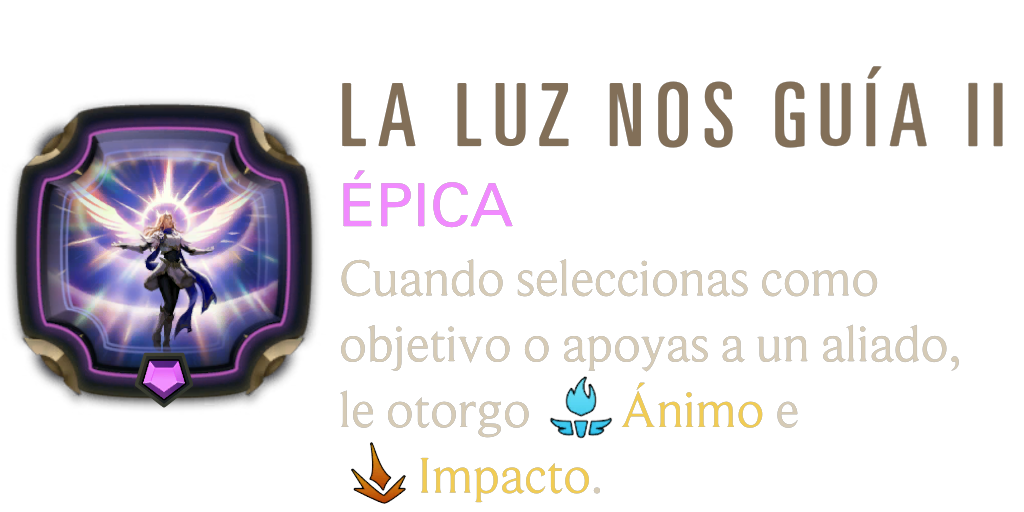 LA LUZ NOS GUÍA II
ÉPICA
Cuando seleccionas como
objetivo o apoyas a un aliado,
le otorgo Ánimo e
Impacto.